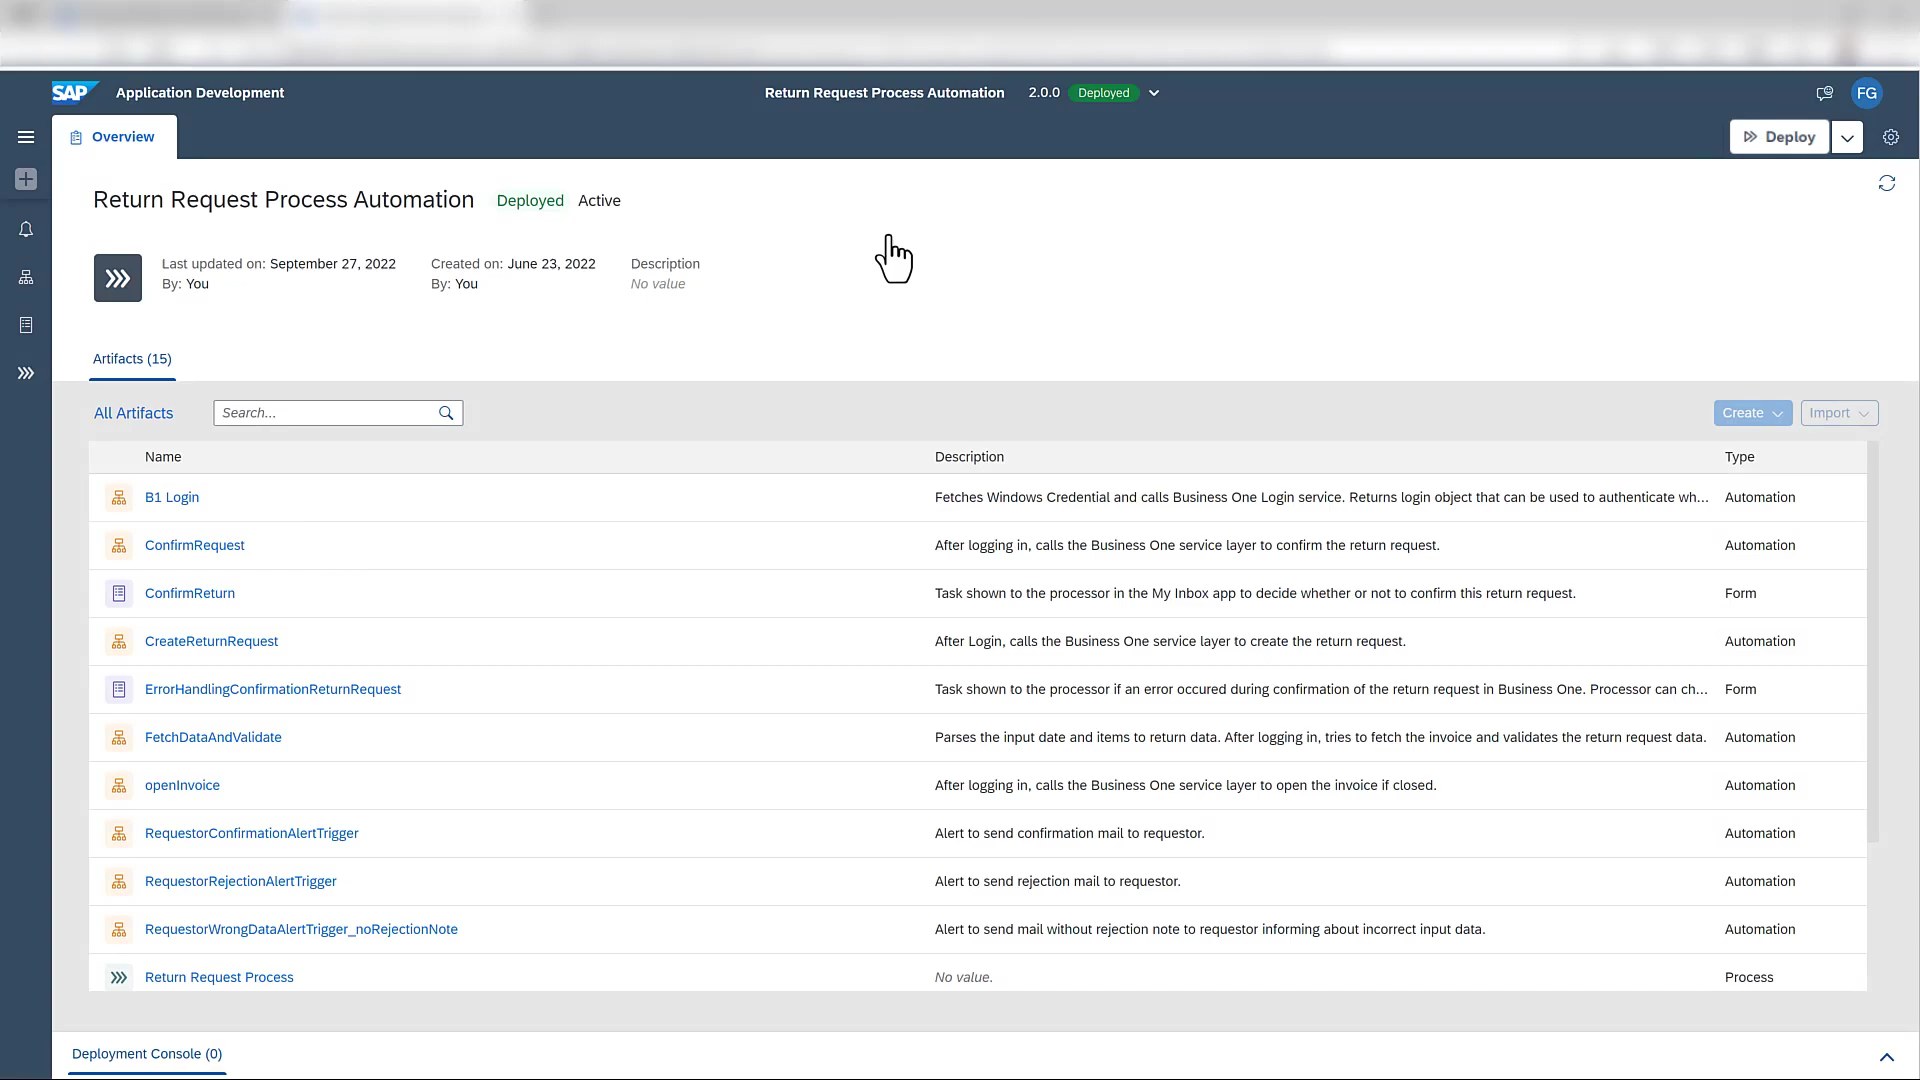 SAP Application Development Return Request Process Automation 2.0.0 Deployed FG
Overview Deploy
Return Request Process Automation Deployed Active
Last updated on: September 27, 2022 Created on: June 23, 2022 Description
By: You By: You No value
Artifacts (15)
All Artifacts Search... Create Import
Name Description Type
B1 Login Fetches Windows Credential and calls Business One Login service. Returns login object that can be used to authenticate wh... Automation
ConfirmRequest After logging in, calls the Business One service layer to confirm the return request. Automation
ConfirmReturn Task shown to the processor in the My Inbox app to decide whether or not to confirm this return request. Form
CreateReturnRequest After Login, calls the Business One service layer to create the return request. Automation
ErrorHandlingConfirmationReturnRequest Task shown to the processor if an error occured during confirmation of the return request in Business One. Processor can ch... Form
FetchDataAndValidate Parses the input date and items to return data. After logging in, tries to fetch the invoice and validates the return request data. Automation
openInvoice After logging in, calls the Business One service layer to open the invoice if closed. Automation
RequestorConfirmationAlertTrigger Alert to send confirmation mail to requestor. Automation
RequestorRejectionAlertTrigger Alert to send rejection mail to requestor. Automation
RequestorWrongDataAlertTrigger_noRejectionNote Alert to send mail without rejection note to requestor informing about incorrect input data. Automation
Return Request Process No value. Process
Deployment Console (0)